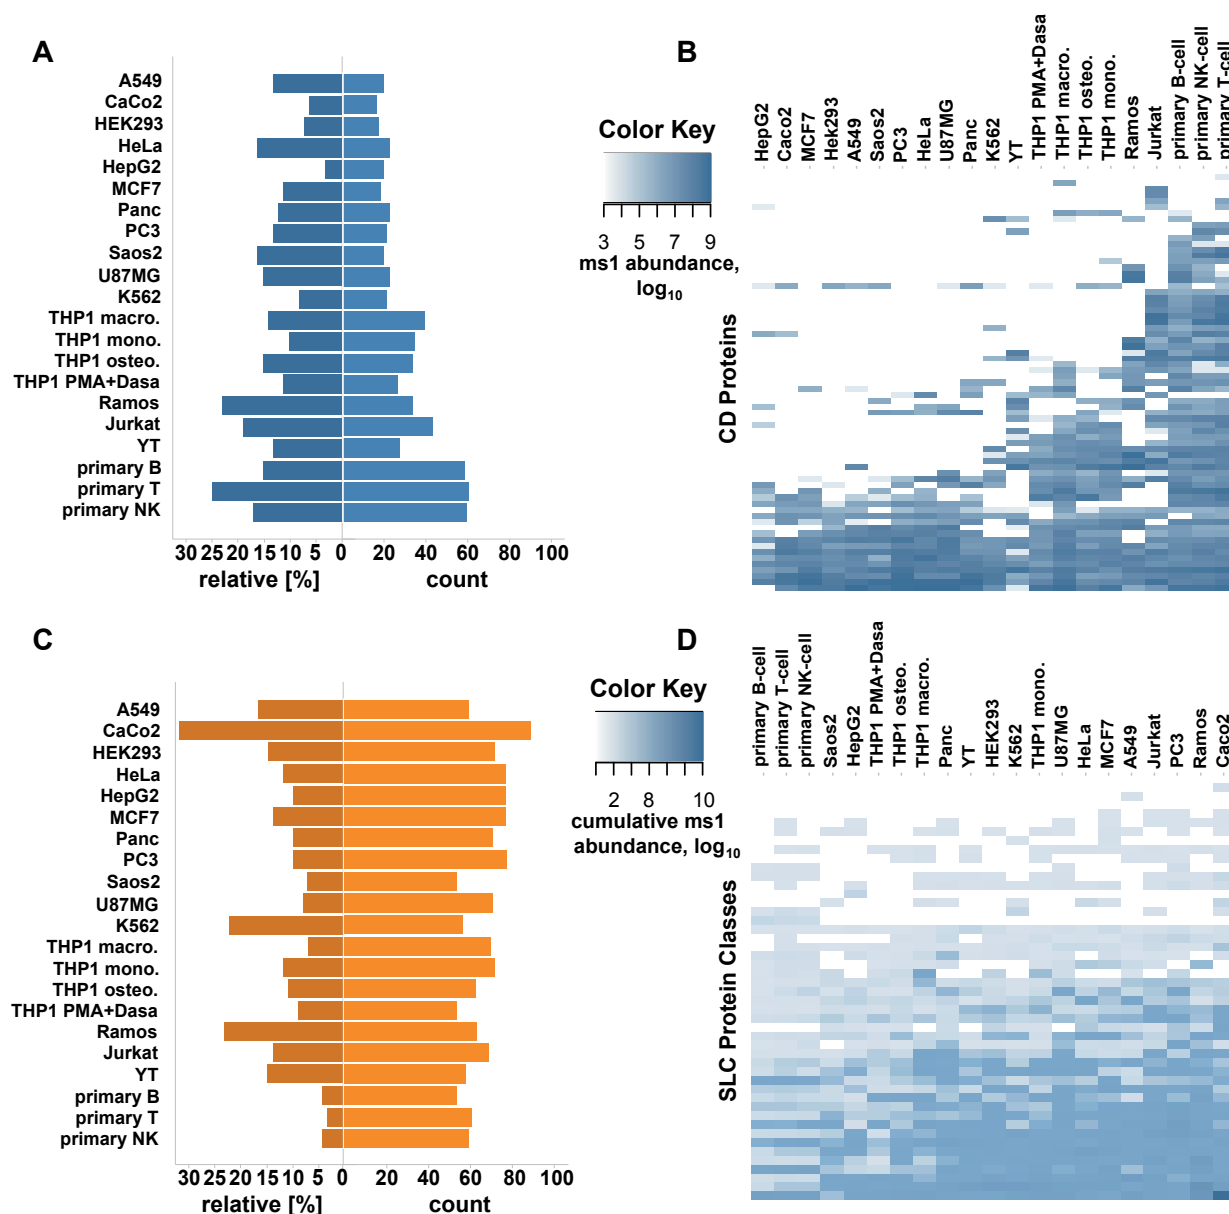 A
A549
CaCo2
HEK293
HeLa
HepG2
MCF7
Panc
PC3
Saos2
U87MG
K562
THP1 macro.
THP1 mono.
THP1 osteo.
THP1 PMA+Dasa
Ramos
Jurkat
YT
primary B
primary T
primary NK
30 25 20 15 10 5 0 20 40 60 80 100
relative [%] count
B
Color Key
3 5 7 9
ms1 abundance,
log10
HepG2
Caco2
MCF7
Hek293
A549
Saos2
PC3
HeLa
U87MG
Panc
K562
YT
THP1 PMA+Dasa
THP1 macro.
THP1 osteo.
THP1 mono.
Ramos
Jurkat
primary B-cell
primary NK-cell
primary T-cell
CD Proteins
C
A549
CaCo2
HEK293
HeLa
HepG2
MCF7
Panc
PC3
Saos2
U87MG
K562
THP1 macro.
THP1 mono.
THP1 osteo.
THP1 PMA+Dasa
Ramos
Jurkat
YT
primary B
primary T
primary NK
30 25 20 15 10 5 0 20 40 60 80 100
relative [%] count
D
Color Key
2 8 10
cumulative ms1
abundance, log10
primary B-cell
primary T-cell
primary NK-cell
Saos2
HepG2
THP1 PMA+Dasa
THP1 osteo.
THP1 macro.
Panc
YT
HEK293
K562
THP1 mono.
U87MG
HeLa
MCF7
A549
Jurkat
PC3
Ramos
Caco2
SLC Protein Classes